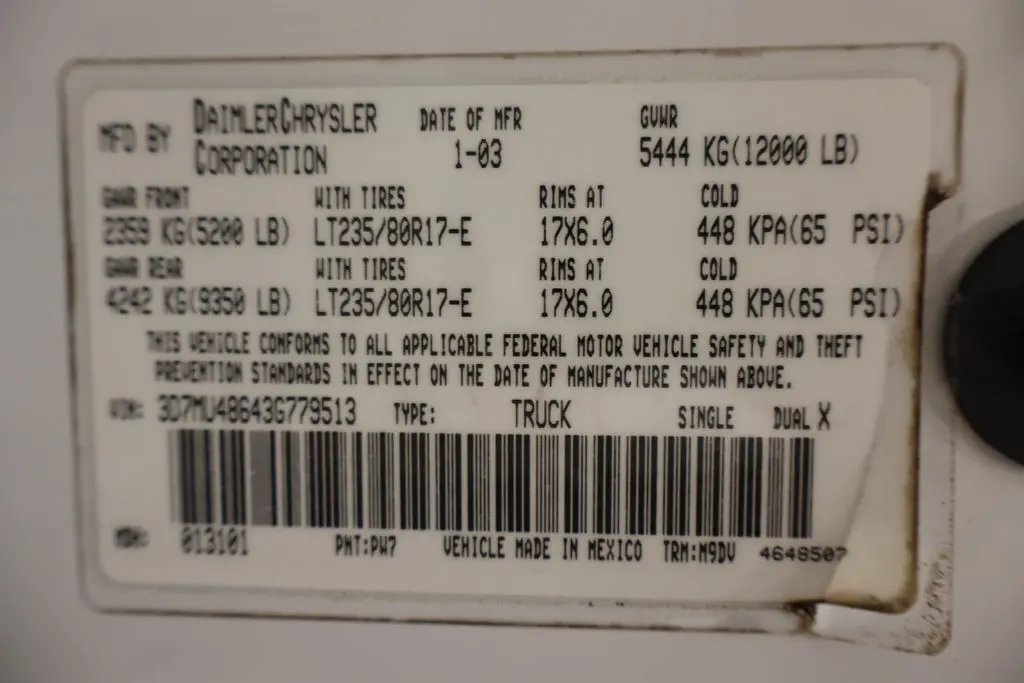 MFD BY DAIMLERCHRYSLER CORPORATION DATE OF MFR 1-03 GVWR 5444 KG(12000 LB)
GAWR FRONT WITH TIRES RIMS AT COLD
2359 KG(5200 LB) LT235/80R17-E 17X6.0 448 KPA(65 PSI)
GAWR REAR WITH TIRES RIMS AT COLD
4242 KG(9350 LB) LT235/80R17-E 17X6.0 448 KPA(65 PSI)
THIS VEHICLE CONFORMS TO ALL APPLICABLE FEDERAL MOTOR VEHICLE SAFETY AND THEFT
PREVENTION STANDARDS IN EFFECT ON THE DATE OF MANUFACTURE SHOWN ABOVE.
VIN: 3D7MU48643G779513 TYPE: TRUCK SINGLE DUAL X
MDH: 013101 PNT:PW7 VEHICLE MADE IN MEXICO TRM:M9DV 4648507